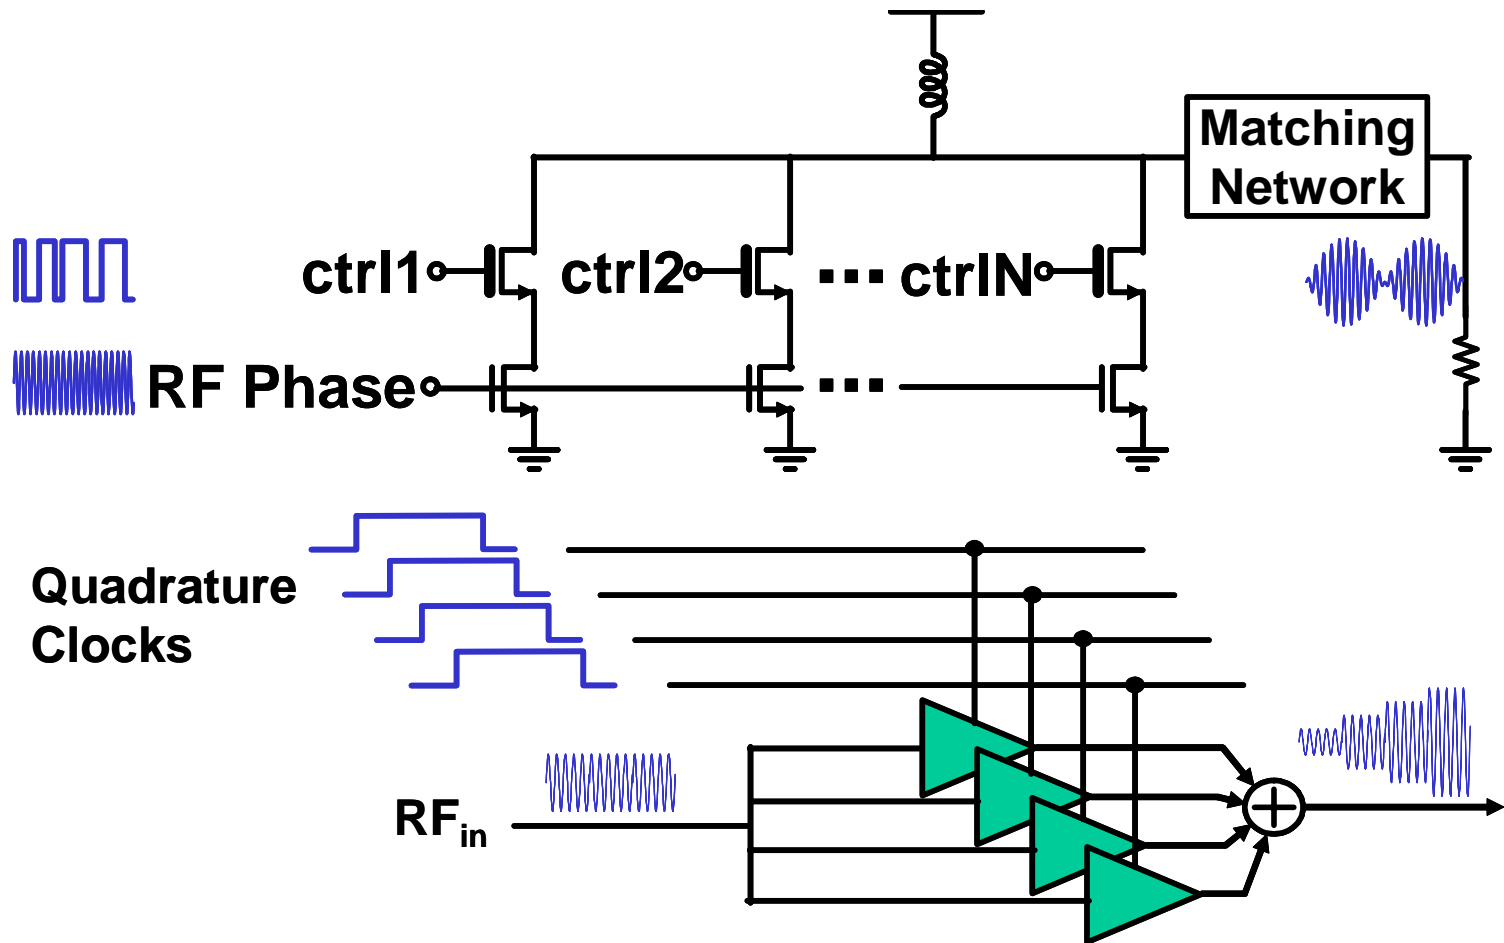 Matching
Network
ctrl1
ctrl2
ctrlN
RF Phase
Quadrature
Clocks
RFin